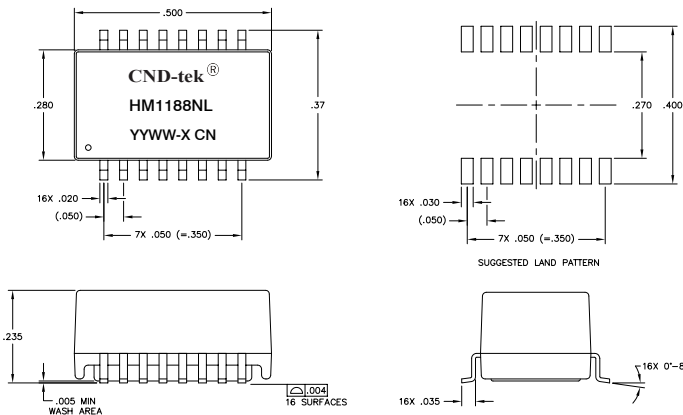 .500
CND-tek®
HM1188NL
YYWW-X CN
.280
.37
16X .020
(.050)
7X .050 (=.350)
.270
.400
16X .030
(.050)
7X .050 (=.350)
SUGGESTED LAND PATTERN
.235
.005 MIN
WASH AREA
.004
16 SURFACES
16X .035
16X 0°-8